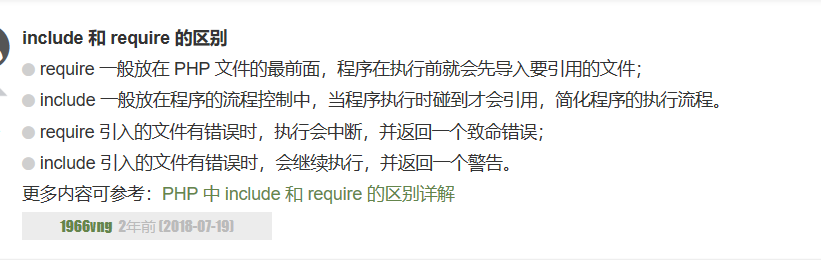 include 和 require 的区别
require 一般放在 PHP 文件的最前面，程序在执行前就会先导入要引用的文件；
include 一般放在程序的流程控制中，当程序执行时碰到才会引用，简化程序的执行流程。
require 引入的文件有错误时，执行会中断，并返回一个致命错误；
include 引入的文件有错误时，会继续执行，并返回一个警告。
更多内容可参考：PHP 中 include 和 require 的区别详解
1966vng 2年前 (2018-07-19)